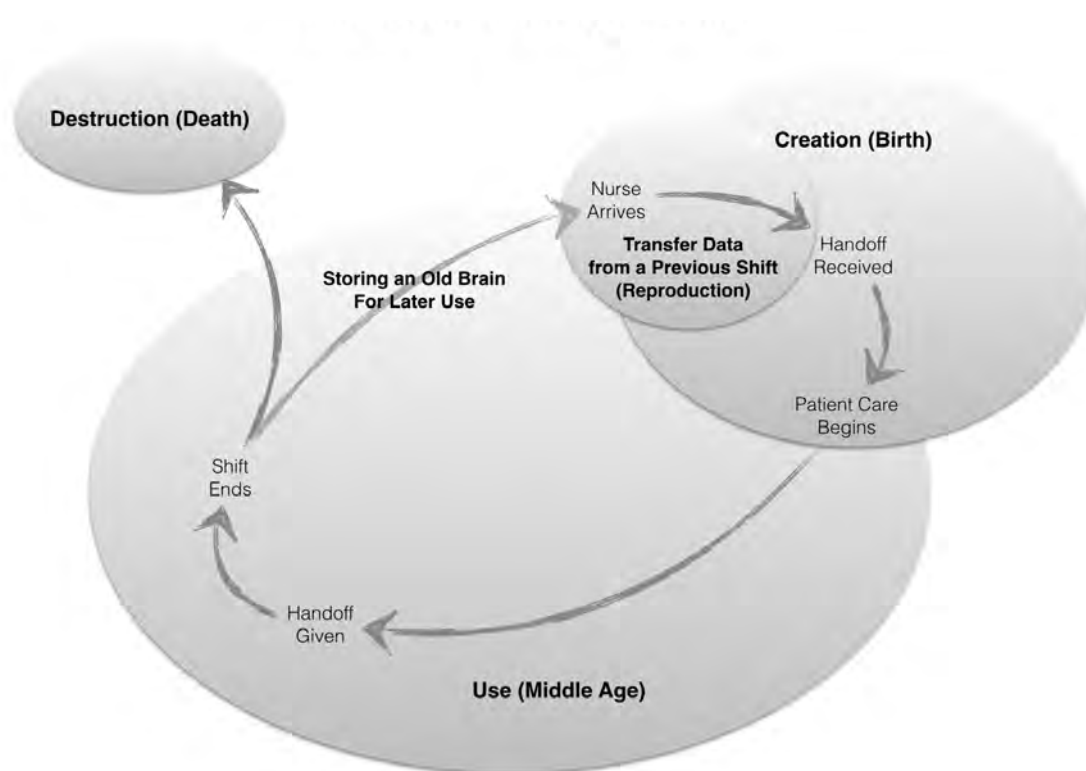 Destruction (Death)
Creation (Birth)
Nurse
Arrives
Transfer Data
from a Previous Shift
(Reproduction)
Handoff
Received
Storing an Old Brain
For Later Use
Patient Care
Begins
Shift
Ends
Handoff
Given
Use (Middle Age)